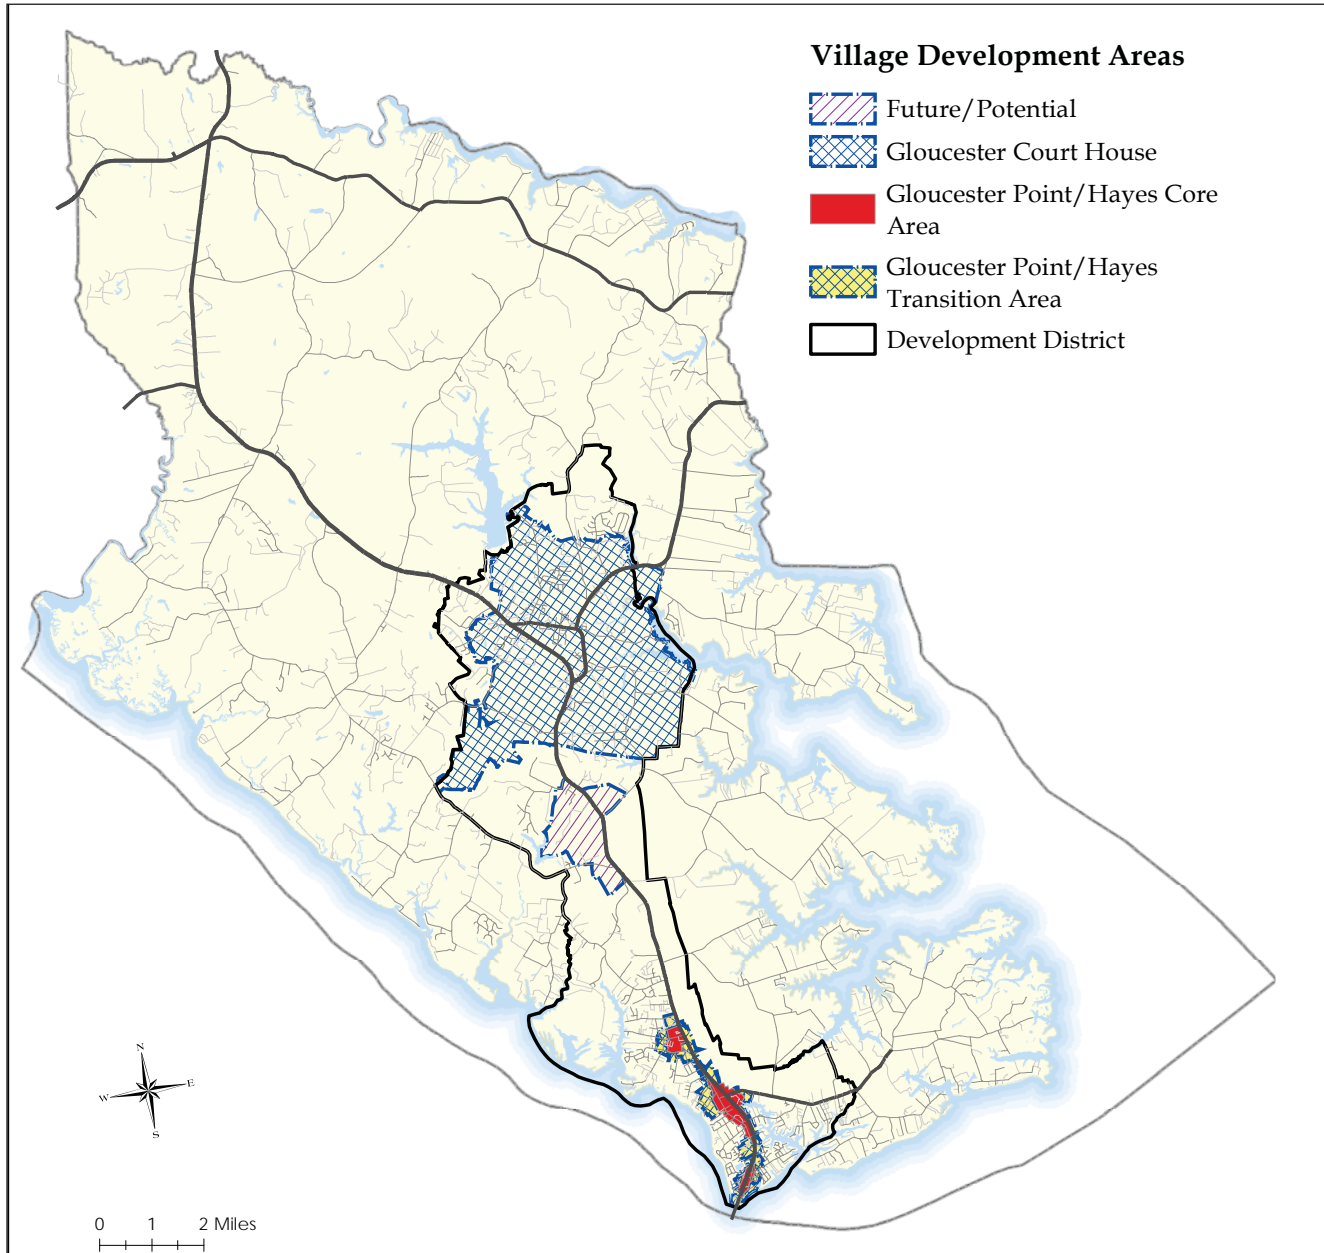 Village Development Areas
Future/Potential
Gloucester Court House
Gloucester Point/Hayes Core
Area
Gloucester Point/Hayes
Transition Area
Development District
N
W
E
S
0 1 2 Miles